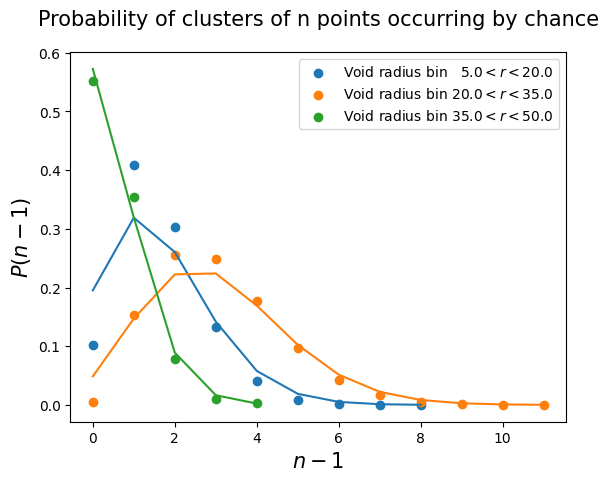 Probability of clusters of n points occurring by chance
0.6
0.5
0.4
0.3
0.2
0.1
0.0
P(n − 1)
Void radius bin 5.0 < r < 20.0
Void radius bin 20.0 < r < 35.0
Void radius bin 35.0 < r < 50.0
0 2 4 6 8 10
n − 1